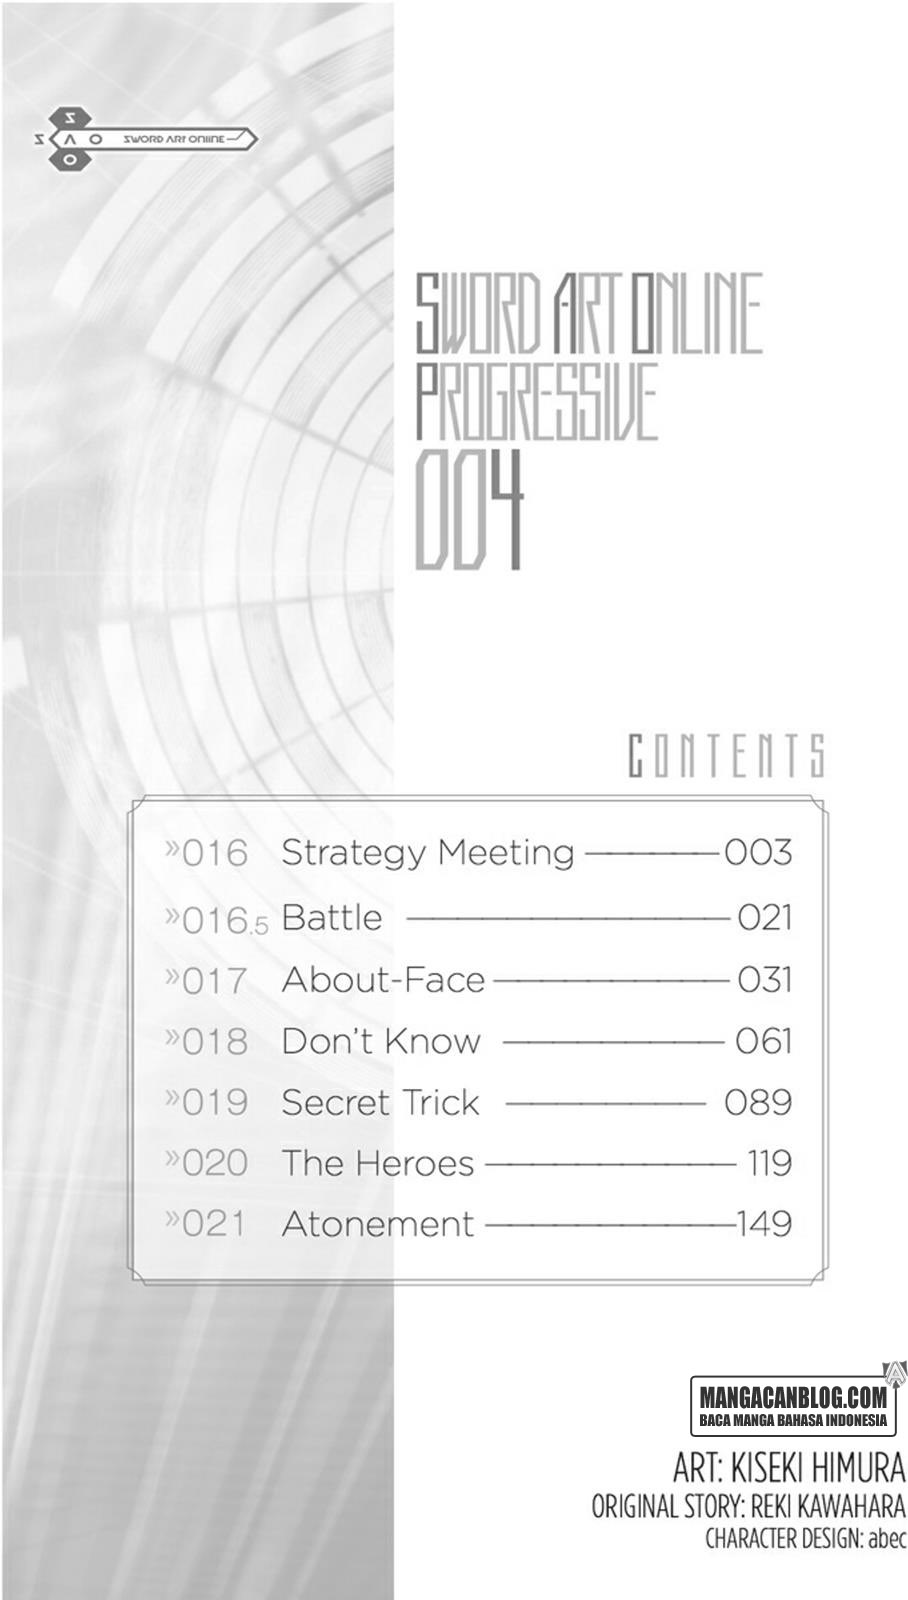 S
S A O SWORD ART ONLINE
O
SWORD ART ONLINE
PROGRESSIVE
004
CONTENTS
»016 Strategy Meeting 003
»016.5 Battle 021
»017 About-Face 031
»018 Don't Know 061
»019 Secret Trick 089
»020 The Heroes 119
»021 Atonement 149
MANGACANBLOG.COM
BACA MANGA BAHASA INDONESIA
ART: KISEKI HIMURA
ORIGINAL STORY: REKI KAWAHARA
CHARACTER DESIGN: abec